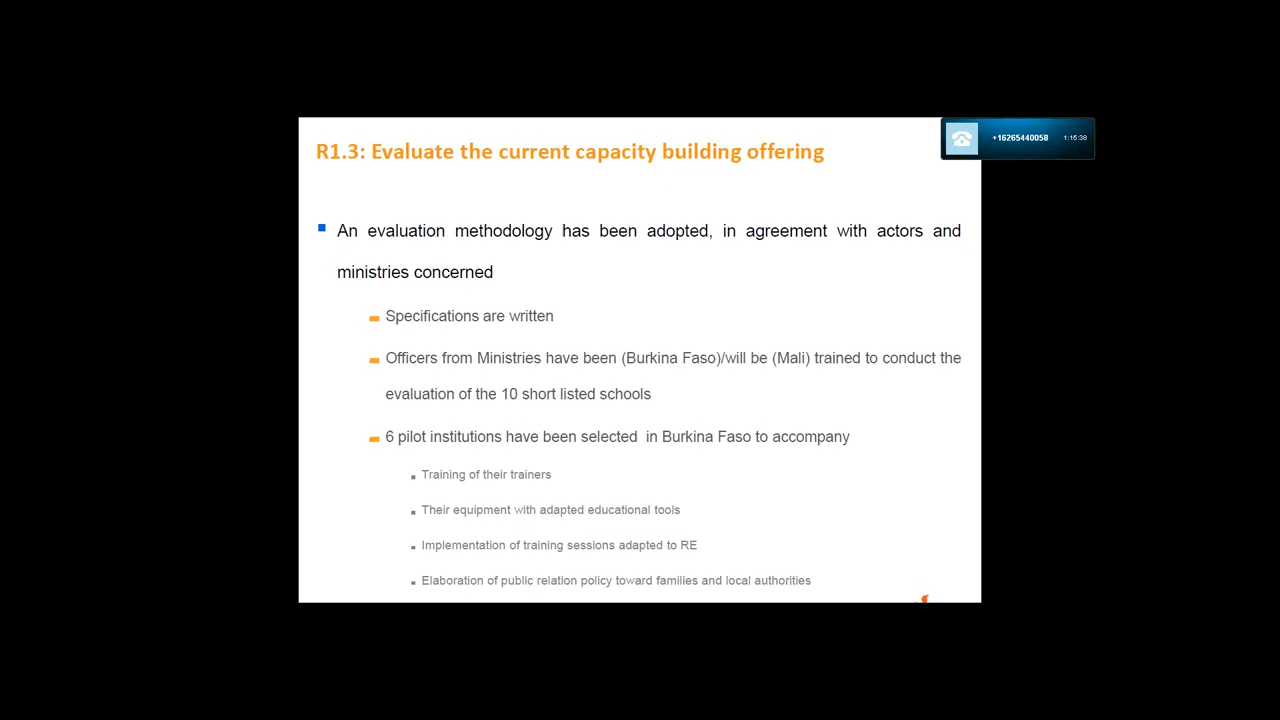 R1.3: Evaluate the current capacity building offering
+16265440058 1:15:38
An evaluation methodology has been adopted, in agreement with actors and
ministries concerned
Specifications are written
Officers from Ministries have been (Burkina Faso)/will be (Mali) trained to conduct the
evaluation of the 10 short listed schools
6 pilot institutions have been selected in Burkina Faso to accompany
Training of their trainers
Their equipment with adapted educational tools
Implementation of training sessions adapted to RE
Elaboration of public relation policy toward families and local authorities